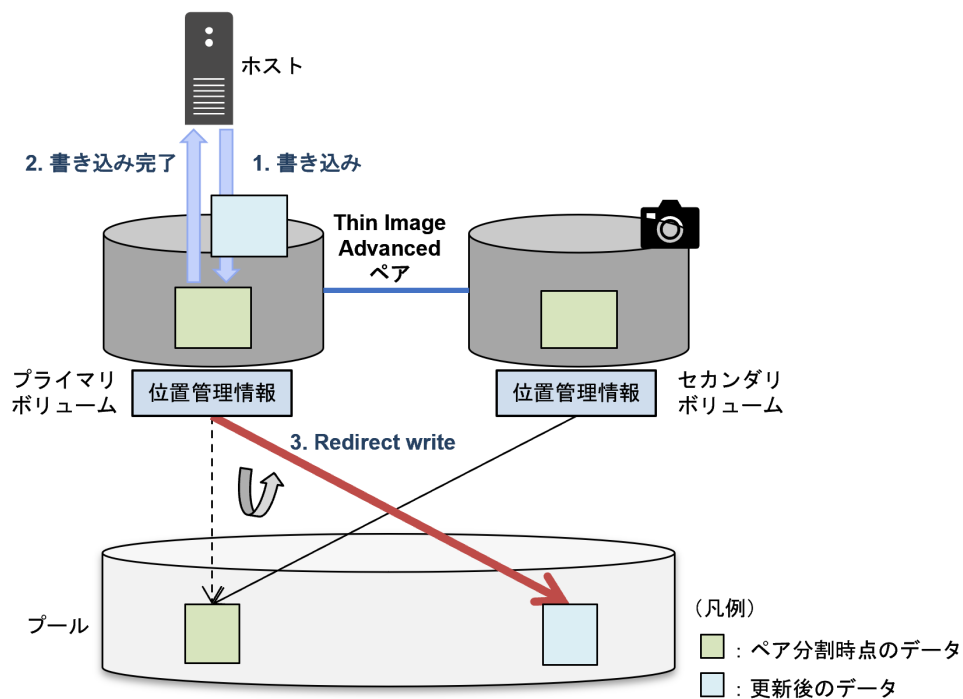 ホスト
2. 書き込み完了
1. 書き込み
Thin Image
Advanced
ペア
プライマリ
ボリューム
位置管理情報
位置管理情報
セカンダリ
ボリューム
3. Redirect write
プール
（凡例）
：ペア分割時点のデータ
：更新後のデータ